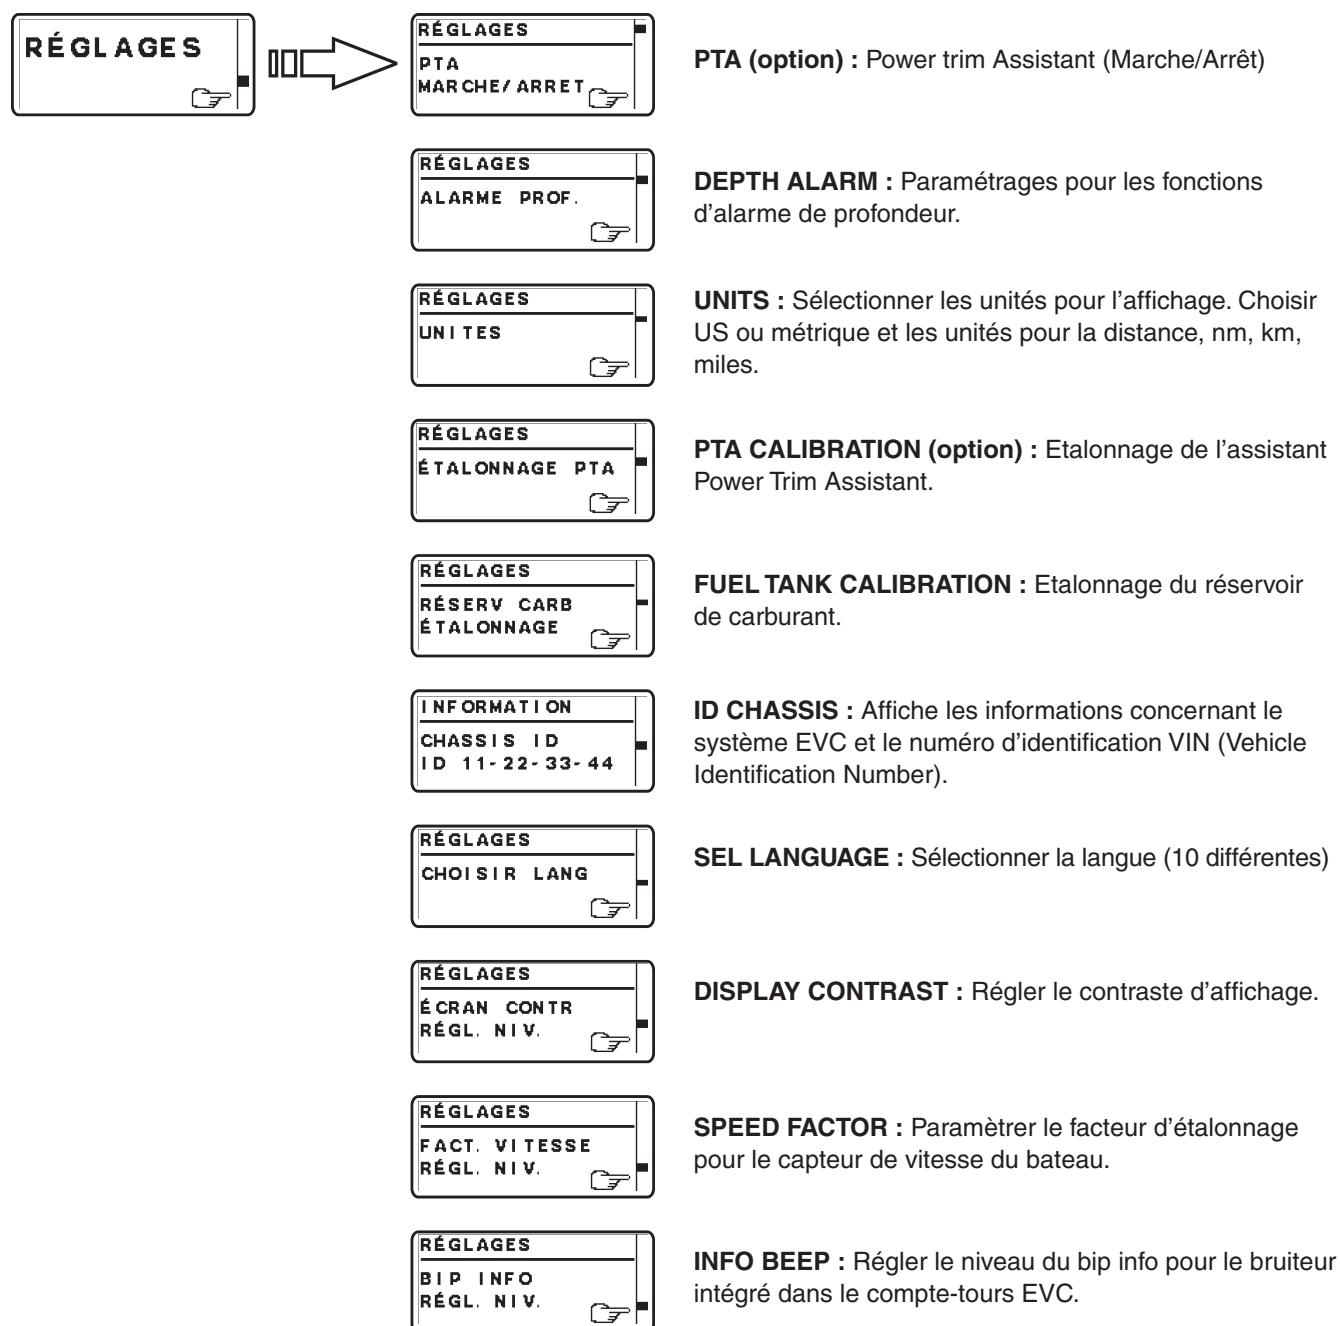 RÉGLAGES
RÉGLAGES
PTA
MARCHE/ARRET
PTA (option) : Power trim Assistant (Marche/Arrêt)
RÉGLAGES
ALARME PROF.
DEPTH ALARM : Paramétrages pour les fonctions
d'alarme de profondeur.
RÉGLAGES
UNITES
UNITS : Sélectionner les unités pour l'affichage. Choisir
US ou métrique et les unités pour la distance, nm, km,
miles.
RÉGLAGES
ÉTALONNAGE PTA
PTA CALIBRATION (option) : Etalonnage de l'assistant
Power Trim Assistant.
RÉGLAGES
RÉSERV CARB
ÉTALONNAGE
FUEL TANK CALIBRATION : Etalonnage du réservoir
de carburant.
INFORMATION
CHASSIS ID
ID 11-22-33-44
ID CHASSIS : Affiche les informations concernant le
système EVC et le numéro d'identification VIN (Vehicle
Identification Number).
RÉGLAGES
CHOISIR LANG
SEL LANGUAGE : Sélectionner la langue (10 différentes)
RÉGLAGES
ÉCRAN CONTR
RÉGL. NIV.
DISPLAY CONTRAST : Régler le contraste d'affichage.
RÉGLAGES
FACT. VITESSE
RÉGL. NIV.
SPEED FACTOR : Paramètrer le facteur d'étalonnage
pour le capteur de vitesse du bateau.
RÉGLAGES
BIP INFO
RÉGL. NIV.
INFO BEEP : Régler le niveau du bip info pour le bruiteur
intégré dans le compte-tours EVC.